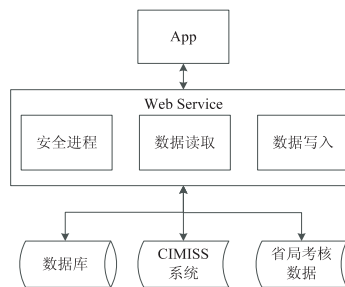 App
Web Service
安全进程
数据读取
数据写入
数据库
CIMISS
系统
省局考核
数据